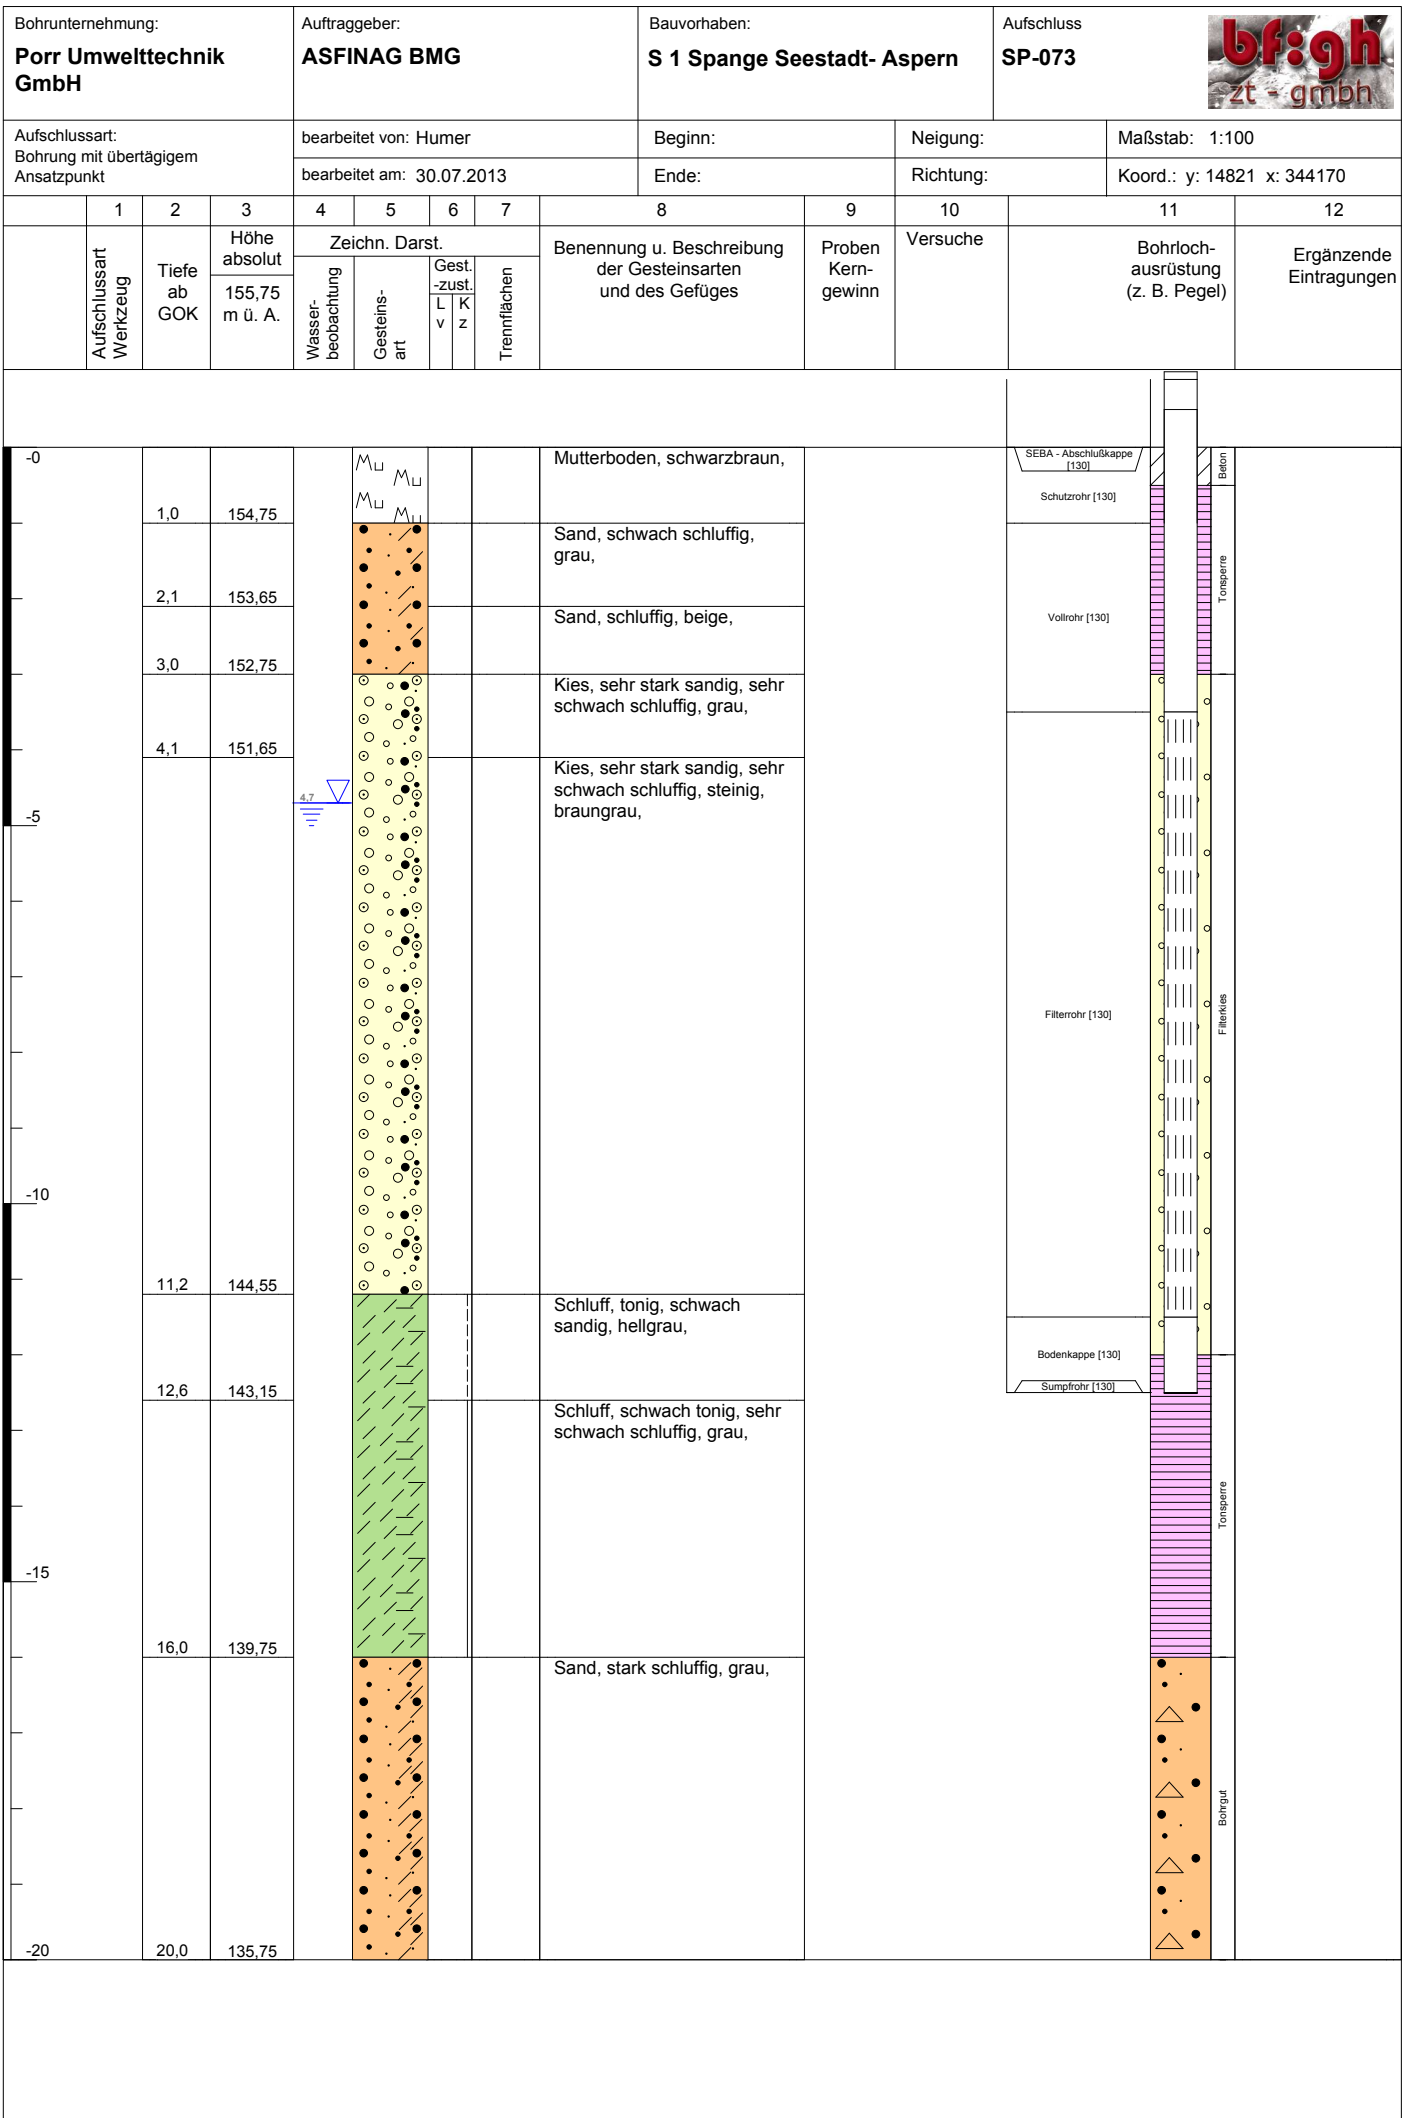 Bohrunternehmung:
Porr Umwelttechnik
GmbH
Auftraggeber:
ASFINAG BMG
Bauvorhaben:
S 1 Spange Seestadt- Aspern
Aufschluss
SP-073
bf:gh
zt - gmbh
Aufschlussart:
Bohrung mit übertägigem
Ansatzpunkt
bearbeitet von: Humer
Beginn:
Neigung:
Maßstab: 1:100
bearbeitet am: 30.07.2013
Ende:
Richtung:
Koord.: y: 14821 x: 344170
1 2 3 4 5 6 7 8 9 10 11 12
Aufschlussart
Werkzeug
Tiefe
ab
GOK
Höhe
absolut
155,75
m ü. A.
Zeichn. Darst.
Wasser-
beobachtung
Gesteins-
art
Gest.
-zust.
L K
v z
Trennflächen
Benennung u. Beschreibung
der Gesteinsarten
und des Gefüges
Proben
Kern-
gewinn
Versuche
Bohrloch-
ausrüstung
(z. B. Pegel)
Ergänzende
Eintragungen
-0
Mu
Mu
Mu
Mu
Mutterboden, schwarzbraun,
SEBA - Abschlußkappe
[130]
Beton
Schutzrohr [130]
1,0 154,75
Sand, schwach schluffig,
grau,
Tonsperre
2,1 153,65
Sand, schluffig, beige,
Vollrohr [130]
3,0 152,75
Kies, sehr stark sandig, sehr
schwach schluffig, grau,
4,1 151,65
Kies, sehr stark sandig, sehr
schwach schluffig, steinig,
braungrau,
4,7
-5
Filterrohr [130]
Filterkies
-10
11,2 144,55
Schluff, tonig, schwach
sandig, hellgrau,
Bodenkappe [130]
Sumpfrohr [130]
12,6 143,15
Schluff, schwach tonig, sehr
schwach schluffig, grau,
Tonsperre
-15
16,0 139,75
Sand, stark schluffig, grau,
Bohrgut
-20
20,0 135,75